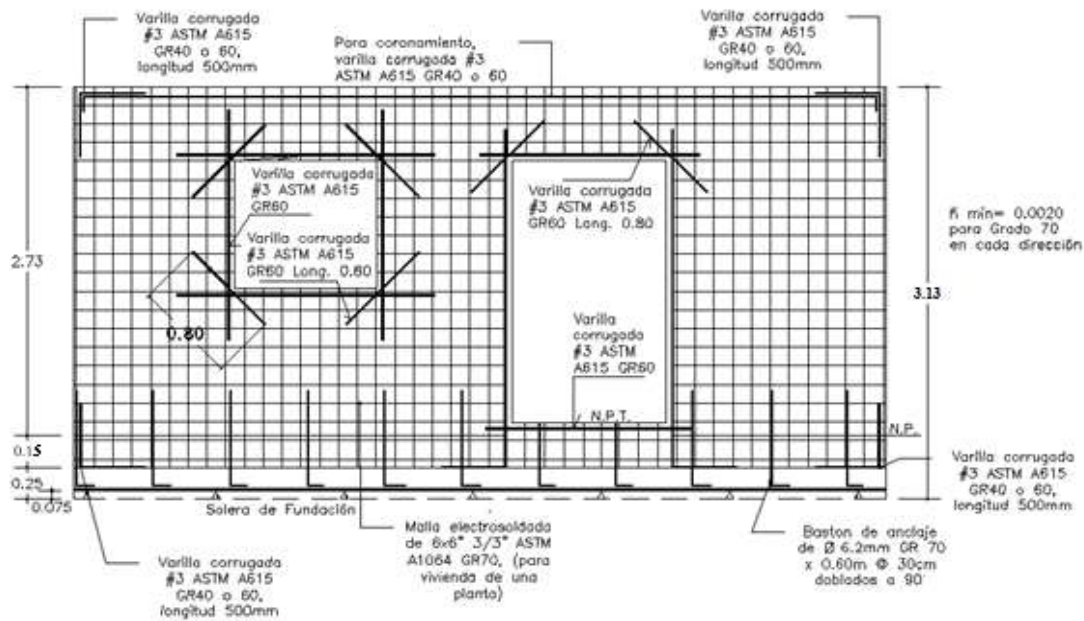 Varilla corrugada
#3 ASTM A615
GR40 o 60,
longitud 500mm
Para coronamiento,
varilla corrugada #3
ASTM A615 GR40 o 60
Varilla corrugada
#3 ASTM A615
GR40 o 60,
longitud 500mm
Varilla corrugada
#3 ASTM A615
GR60
Varilla corrugada
#3 ASTM A615
GR60 Long. 0.80
Varilla corrugada
#3 ASTM A615
GR60 Long. 0.80
ρ min= 0.0020
para Grado 70
en cada dirección
2.73
3.13
0.80
Varilla
corrugada
#3 ASTM
A615 GR60
N.P.T.
N.P.
0.15
0.25
0.075
Solera de Fundación
Varilla corrugada
#3 ASTM A615
GR40 o 60,
longitud 500mm
Malla electrosoldada
de 6x6" 3/3" ASTM
A1064 GR70, (para
vivienda de una
planta)
Baston de anclaje
de Ø 6.2mm GR 70
x 0.60m @ 30cm
doblados a 90
Varilla corrugada
#3 ASTM A615
GR40 o 60,
longitud 500mm